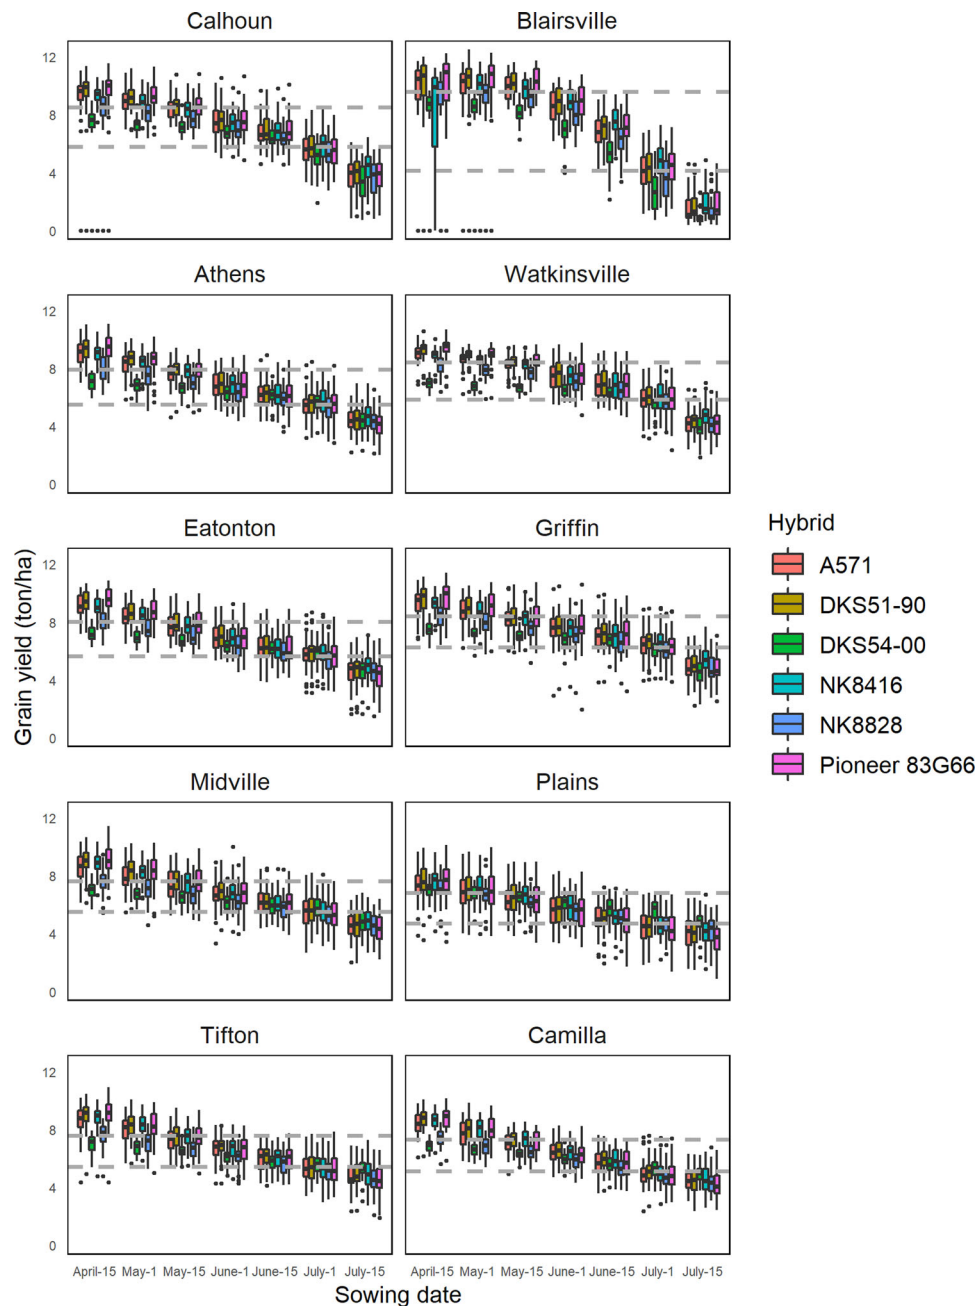 Calhoun
Blairsville
12
8
4
0
Athens
Watkinsville
12
8
4
0
Eatonton
Griffin
12
8
4
0
Midville
Plains
12
8
4
0
Tifton
Camilla
12
8
4
0
April-15 May-1 May-15 June-1 June-15 July-1 July-15
April-15 May-1 May-15 June-1 June-15 July-1 July-15
Sowing date
Grain yield (ton/ha)
Hybrid
A571
DKS51-90
DKS54-00
NK8416
NK8828
Pioneer 83G66